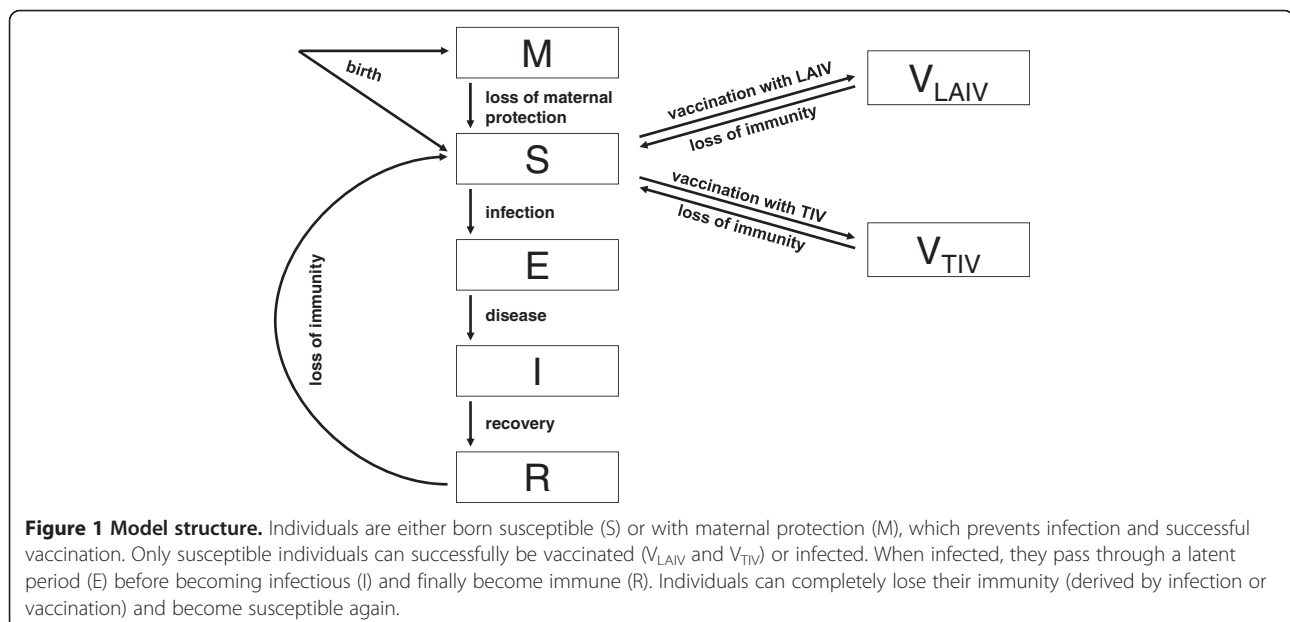 M
birth
loss of maternal
protection
S
vaccination with LAIV
loss of immunity
V_LAIV
vaccination with TIV
loss of immunity
V_TIV
infection
E
disease
I
recovery
R
loss of immunity
Figure 1 Model structure. Individuals are either born susceptible (S) or with maternal protection (M), which prevents infection and successful
vaccination. Only susceptible individuals can successfully be vaccinated (V_LAIV and V_TIV) or infected. When infected, they pass through a latent
period (E) before becoming infectious (I) and finally become immune (R). Individuals can completely lose their immunity (derived by infection or
vaccination) and become susceptible again.